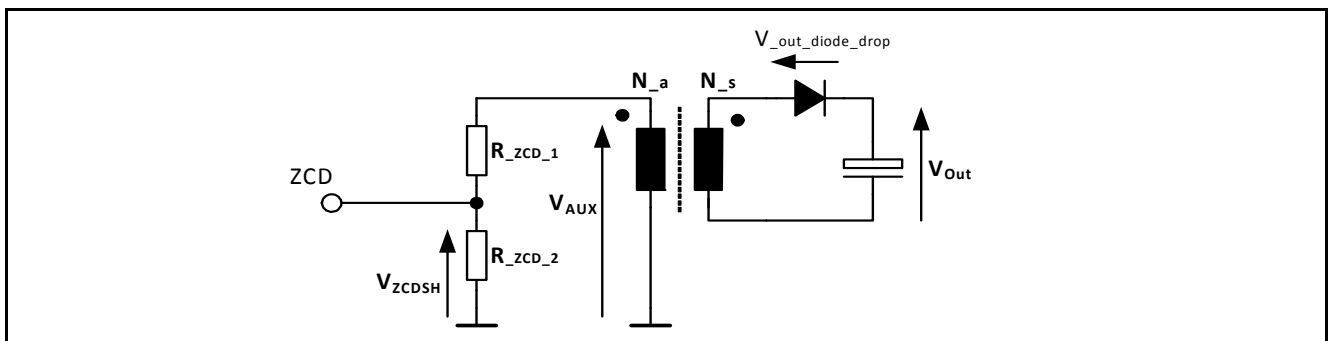 V_out_diode_drop
N_a N_s
R_ZCD_1
ZCD
V_AUX
V_Out
R_ZCD_2
V_ZCDSH